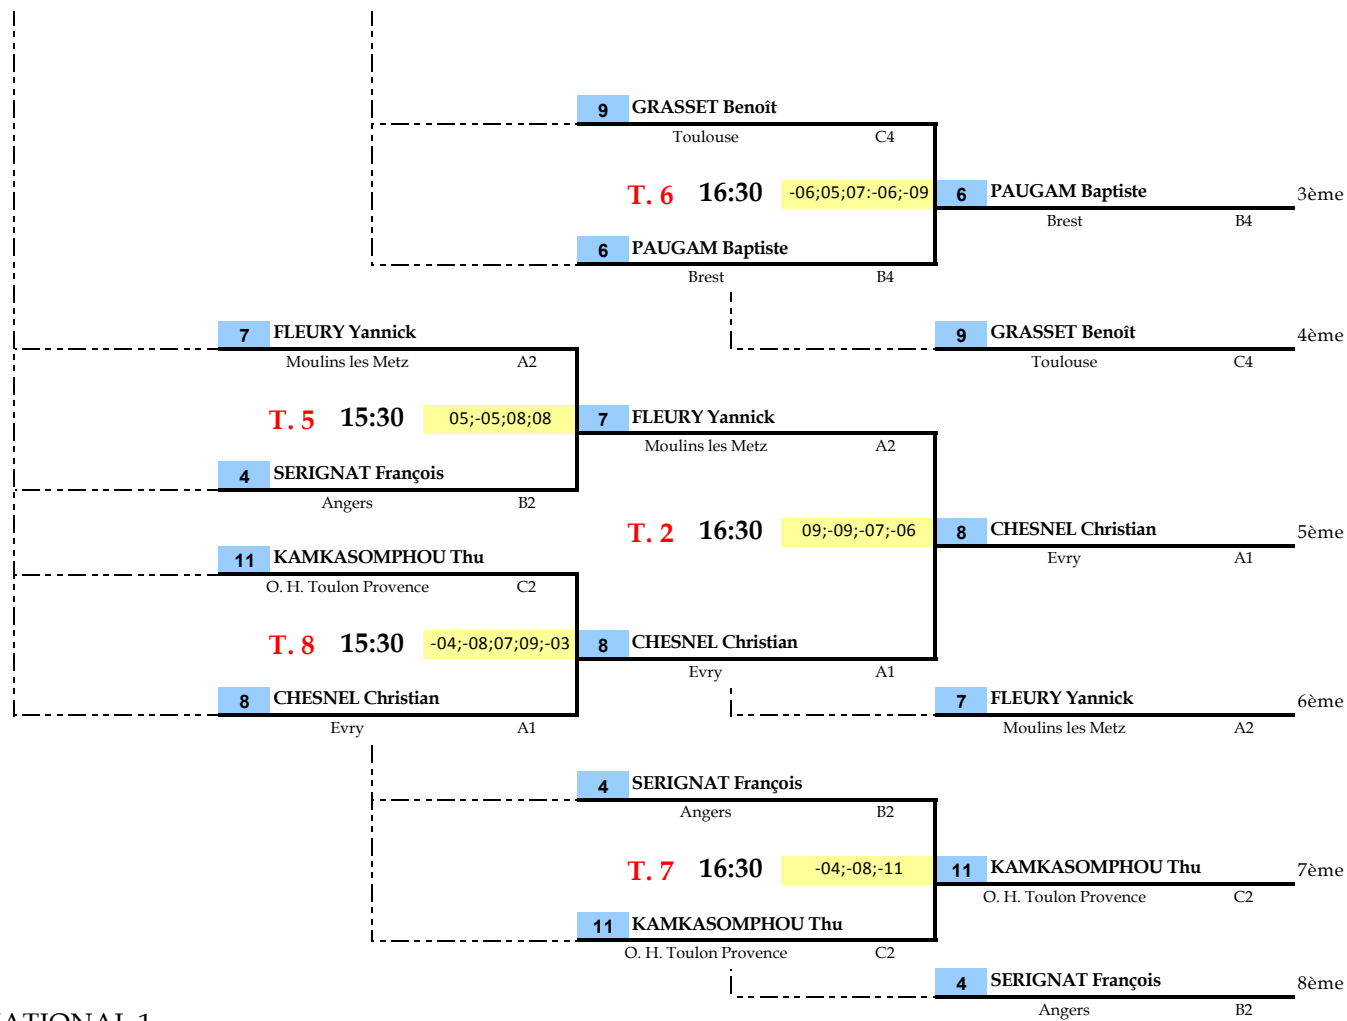 9 GRASSET Benoît
Toulouse C4
T. 6 16:30 -06;05;07:-06;-09 6 PAUGAM Baptiste 3ème
Brest B4
6 PAUGAM Baptiste
Brest B4
7 FLEURY Yannick 9 GRASSET Benoît 4ème
Moulins les Metz A2 Toulouse C4
T. 5 15:30 05;-05;08;08 7 FLEURY Yannick
Moulins les Metz A2
4 SERIGNAT François
Angers B2
T. 2 16:30 09;-09;-07;-06 8 CHESNEL Christian 5ème
Evry A1
11 KAMKASOMPHOU Thu
O. H. Toulon Provence C2
T. 8 15:30 -04;-08;07;09;-03 8 CHESNEL Christian
Evry A1
8 CHESNEL Christian 7 FLEURY Yannick 6ème
Evry A1 Moulins les Metz A2
4 SERIGNAT François
Angers B2
T. 7 16:30 -04;-08;-11 11 KAMKASOMPHOU Thu 7ème
O. H. Toulon Provence C2
11 KAMKASOMPHOU Thu
O. H. Toulon Provence C2
4 SERIGNAT François 8ème
Angers B2